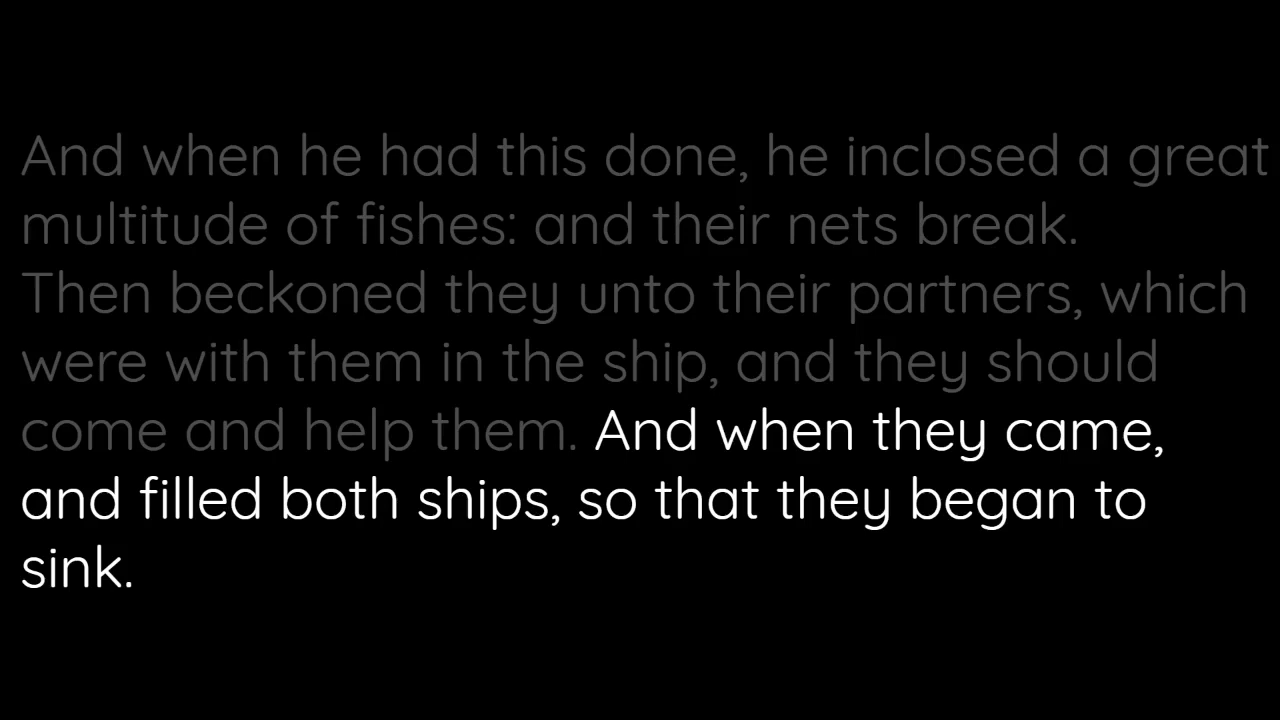 And when he had this done, he inclosed a great
multitude of fishes: and their nets break.
Then beckoned they unto their partners, which
were with them in the ship, and they should
come and help them. And when they came,
and filled both ships, so that they began to
sink.